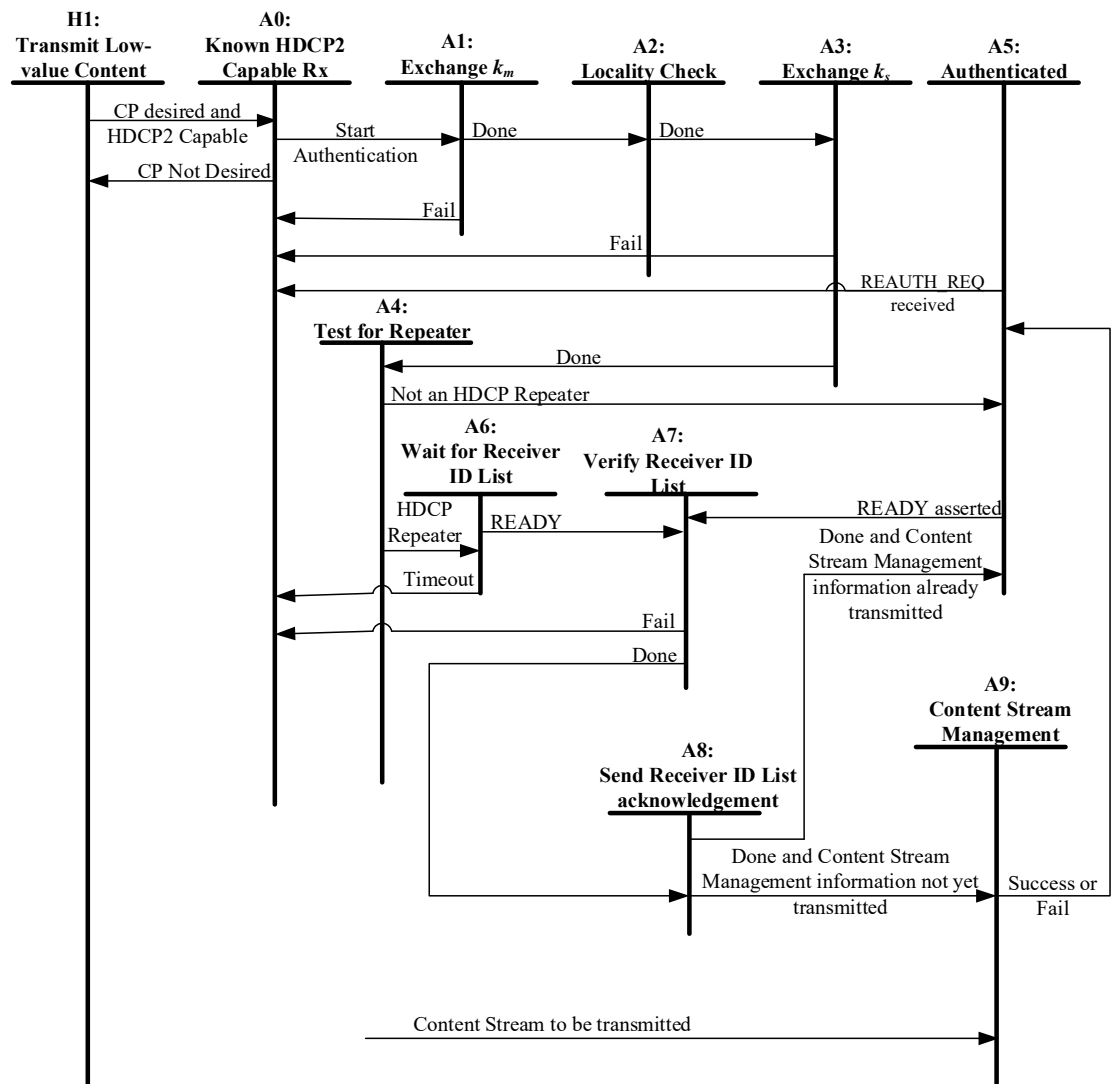 H1:
Transmit Low-
value Content
A0:
Known HDCP2
Capable Rx
A1:
Exchange km
A2:
Locality Check
A3:
Exchange ks
A5:
Authenticated
CP desired and
HDCP2 Capable
Start
Authentication
Done
Done
CP Not Desired
Fail
Fail
REAUTH_REQ
received
A4:
Test for Repeater
Done
Not an HDCP Repeater
A6:
Wait for Receiver
ID List
A7:
Verify Receiver ID
List
HDCP
Repeater
READY
READY asserted
Done and Content
Stream Management
information already
transmitted
Timeout
Fail
Done
A9:
Content Stream
Management
A8:
Send Receiver ID List
acknowledgement
Done and Content Stream
Management information not yet
transmitted
Success or
Fail
Content Stream to be transmitted